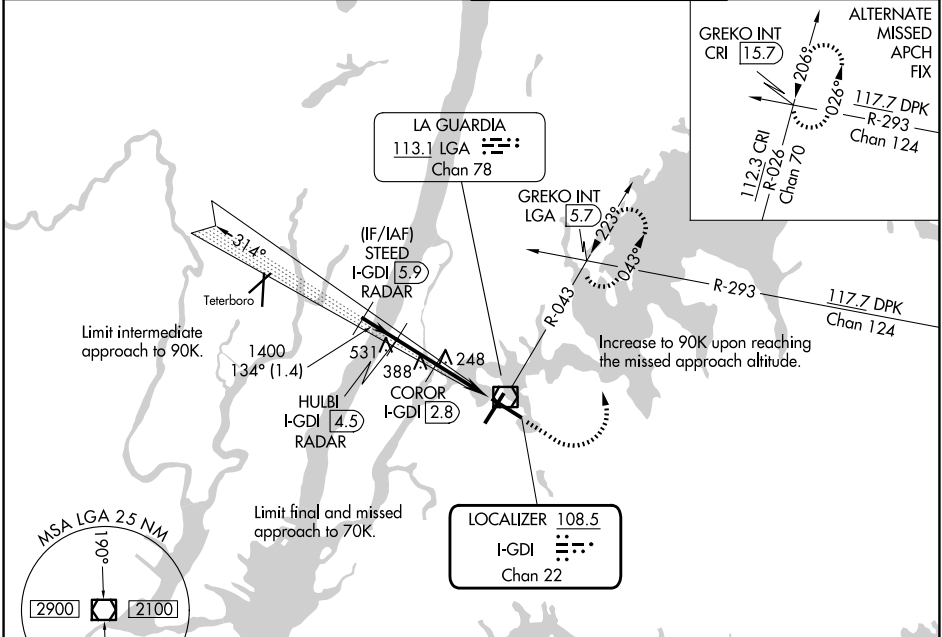 ALTERNATE
MISSED
APCH
FIX
GREKO INT
CRI 15.7
206°
026°
117.7 DPK
R-293
Chan 124
112.3 CRI
R-026
Chan 70
LA GUARDIA
113.1 LGA
Chan 78
GREKO INT
LGA 5.7
223°
043°
R-043
R-293
117.7 DPK
Chan 124
314°
Teterboro
(IF/IAF)
STEED
I-GDI 5.9
RADAR
Limit intermediate
approach to 90K.
1400
134° (1.4)
531
388
248
HULBI
I-GDI 4.5
RADAR
COROR
I-GDI 2.8
Increase to 90K upon reaching
the missed approach altitude.
Limit final and missed
approach to 70K.
LOCALIZER 108.5
I-GDI
Chan 22
MSA LGA 25 NM
190°
2900
2100